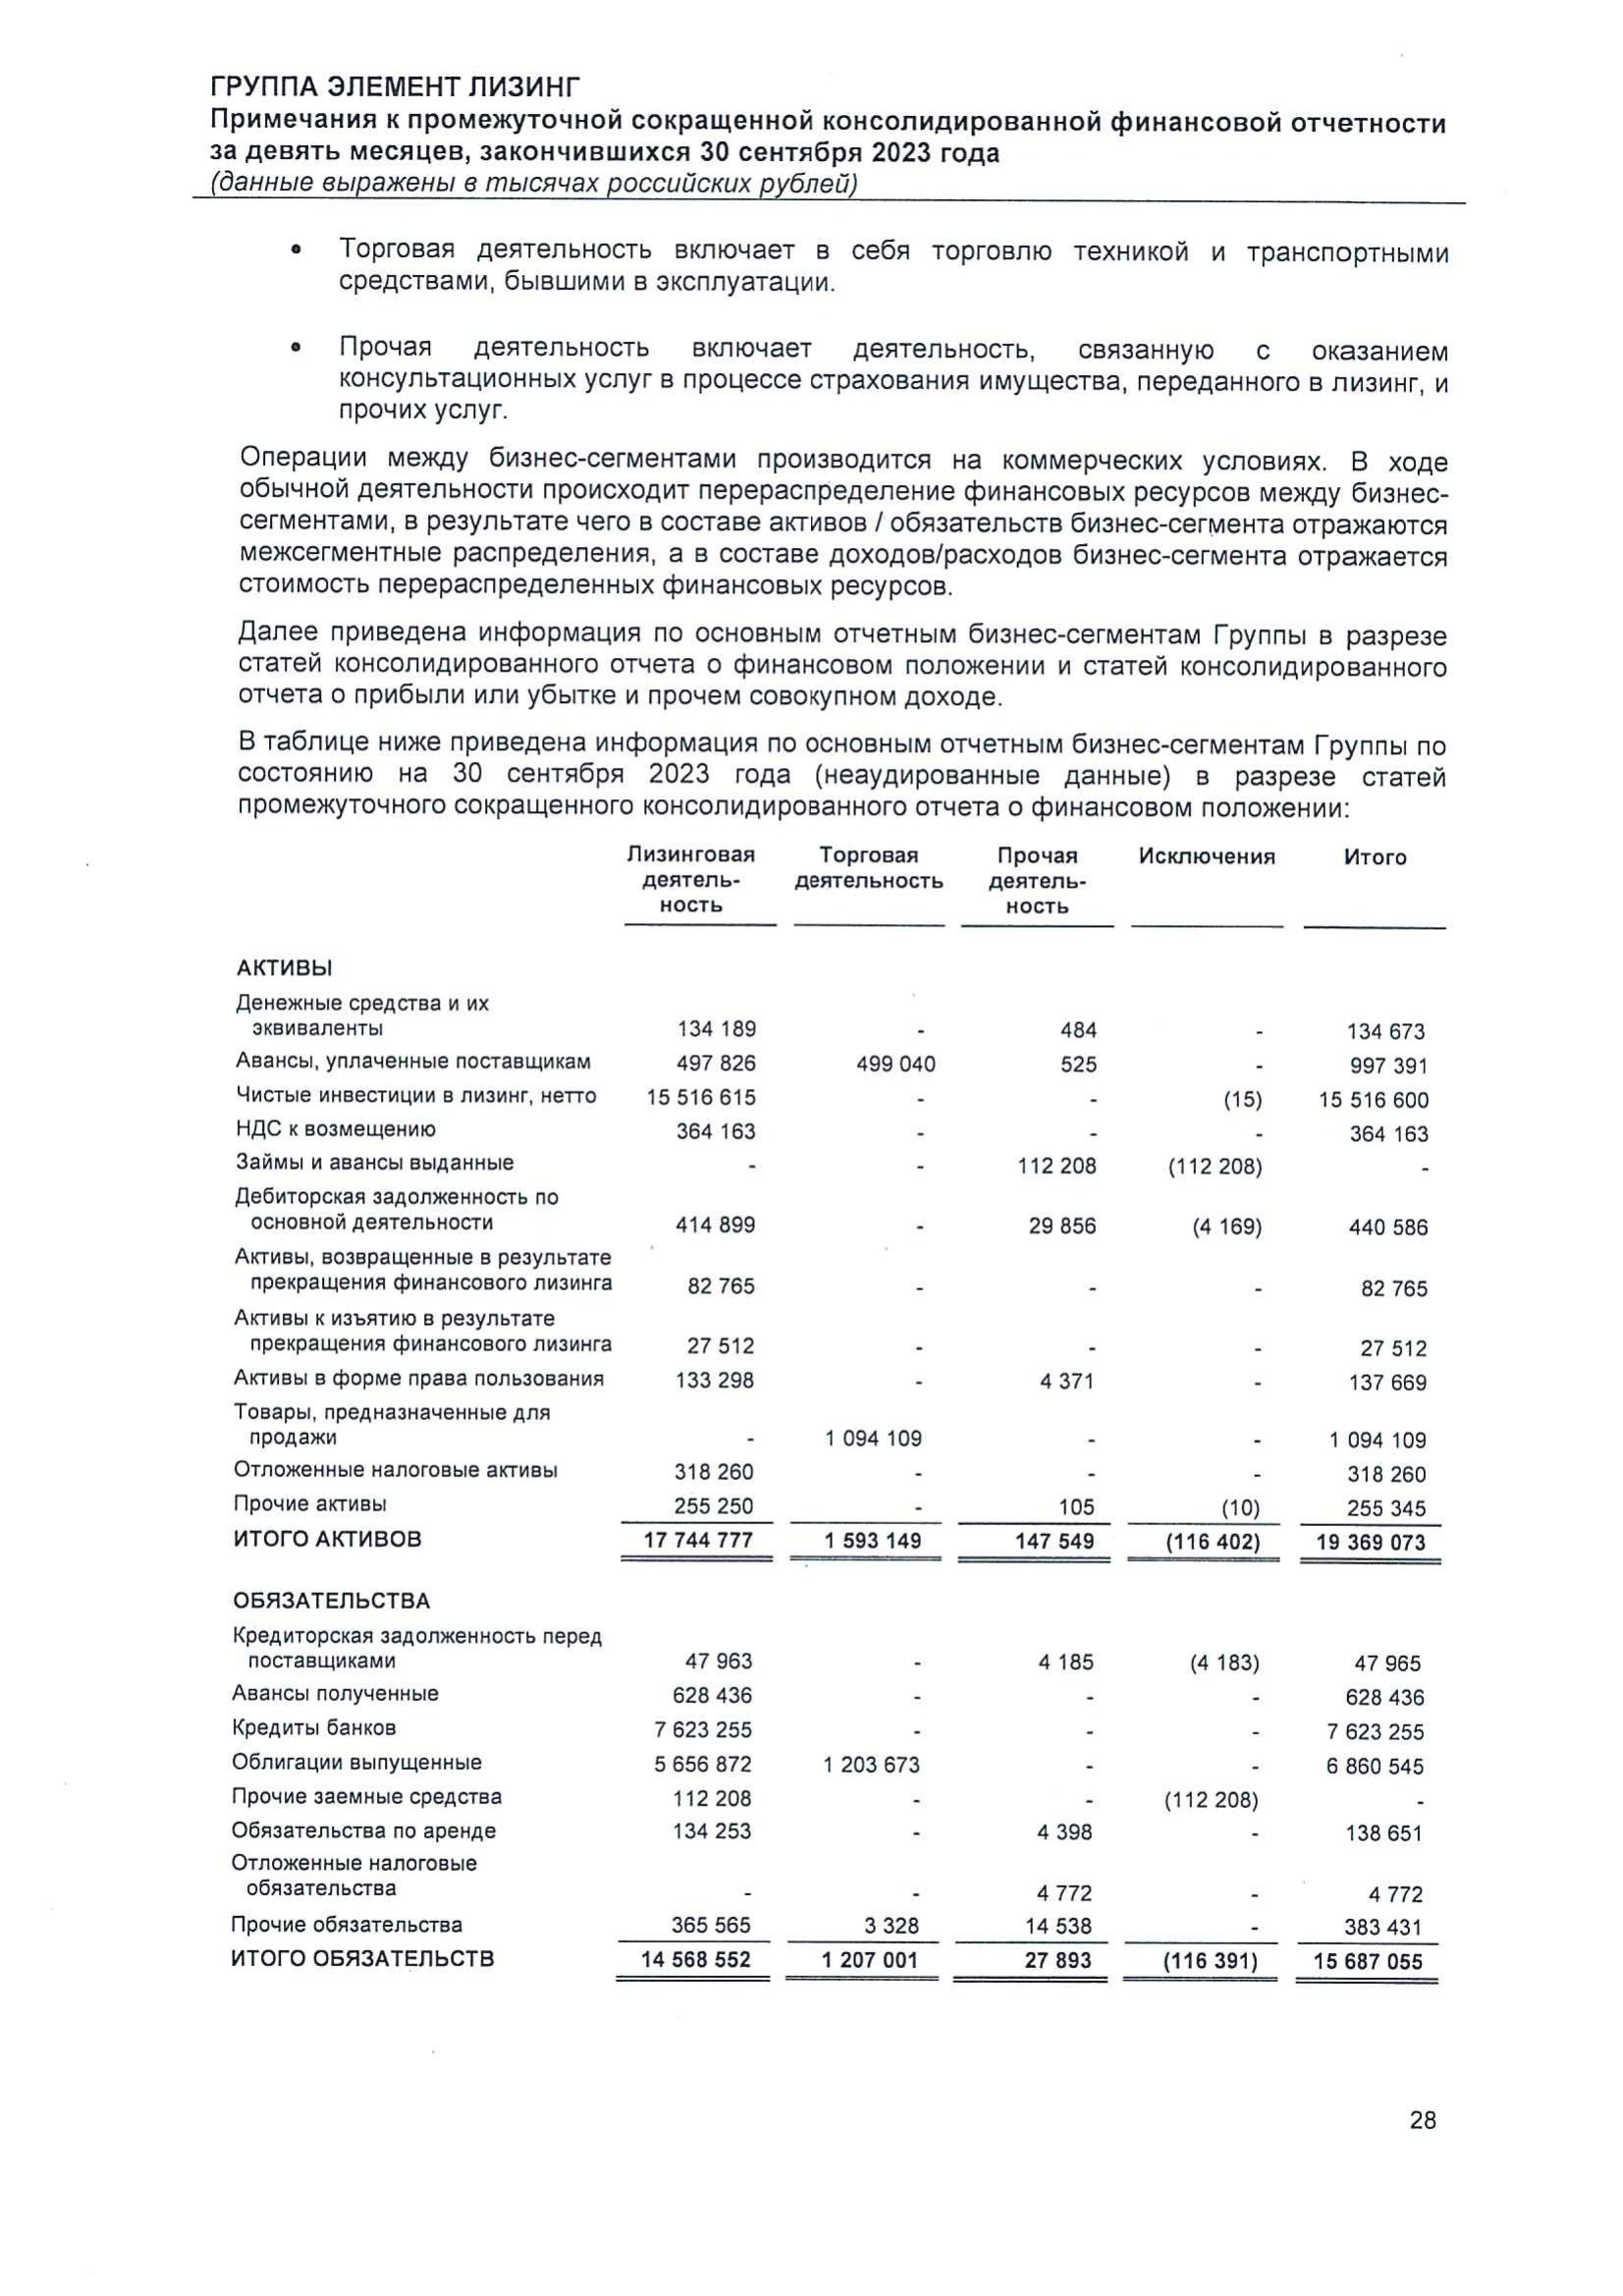 ГРУППА ЭЛЕМЕНТ ЛИЗИНГ
Примечания к промежуточной сокращенной консолидированной финансовой отчетности
за девять месяцев, закончившихся 30 сентября 2023 года
(данные выражены в тысячах российских рублей)
• Торговая деятельность включает в себя торговлю техникой и транспортными
средствами, бывшими в эксплуатации.
• Прочая деятельность включает деятельность, связанную с оказанием
консультационных услуг в процессе страхования имущества, переданного в лизинг, и
прочих услуг.
Операции между бизнес-сегментами производится на коммерческих условиях. В ходе
обычной деятельности происходит перераспределение финансовых ресурсов между бизнес-
сегментами, в результате чего в составе активов / обязательств бизнес-сегмента отражаются
межсегментные распределения, а в составе доходов/расходов бизнес-сегмента отражается
стоимость перераспределенных финансовых ресурсов.
Далее приведена информация по основным отчетным бизнес-сегментам Группы в разрезе
статей консолидированного отчета о финансовом положении и статей консолидированного
отчета о прибыли или убытке и прочем совокупном доходе.
В таблице ниже приведена информация по основным отчетным бизнес-сегментам Группы по
состоянию на 30 сентября 2023 года (неаудированные данные) в разрезе статей
промежуточного сокращенного консолидированного отчета о финансовом положении:
Лизинговая Торговая Прочая Исключения Итого
деятель- деятельность деятель-
ность ность
АКТИВЫ
Денежные средства и их
эквиваленты 134 189 - 484 - 134 673
Авансы, уплаченные поставщикам 497 826 499 040 525 - 997 391
Чистые инвестиции в лизинг, нетто 15 516 615 - - (15) 15 516 600
НДС к возмещению 364 163 - - - 364 163
Займы и авансы выданные - - 112 208 (112 208) -
Дебиторская задолженность по
основной деятельности 414 899 - 29 856 (4 169) 440 586
Активы, возвращенные в результате
прекращения финансового лизинга 82 765 - - - 82 765
Активы к изъятию в результате
прекращения финансового лизинга 27 512 - - - 27 512
Активы в форме права пользования 133 298 - 4 371 - 137 669
Товары, предназначенные для
продажи - 1 094 109 - - 1 094 109
Отложенные налоговые активы 318 260 - - - 318 260
Прочие активы 255 250 - 105 (10) 255 345
ИТОГО АКТИВОВ 17 744 777 1 593 149 147 549 (116 402) 19 369 073
ОБЯЗАТЕЛЬСТВА
Кредиторская задолженность перед
поставщиками 47 963 - 4 185 (4 183) 47 965
Авансы полученные 628 436 - - - 628 436
Кредиты банков 7 623 255 - - - 7 623 255
Облигации выпущенные 5 656 872 1 203 673 - - 6 860 545
Прочие заемные средства 112 208 - - (112 208) -
Обязательства по аренде 134 253 - 4 398 - 138 651
Отложенные налоговые
обязательства - - 4 772 - 4 772
Прочие обязательства 365 565 3 328 14 538 - 383 431
ИТОГО ОБЯЗАТЕЛЬСТВ 14 568 552 1 207 001 27 893 (116 391) 15 687 055
28